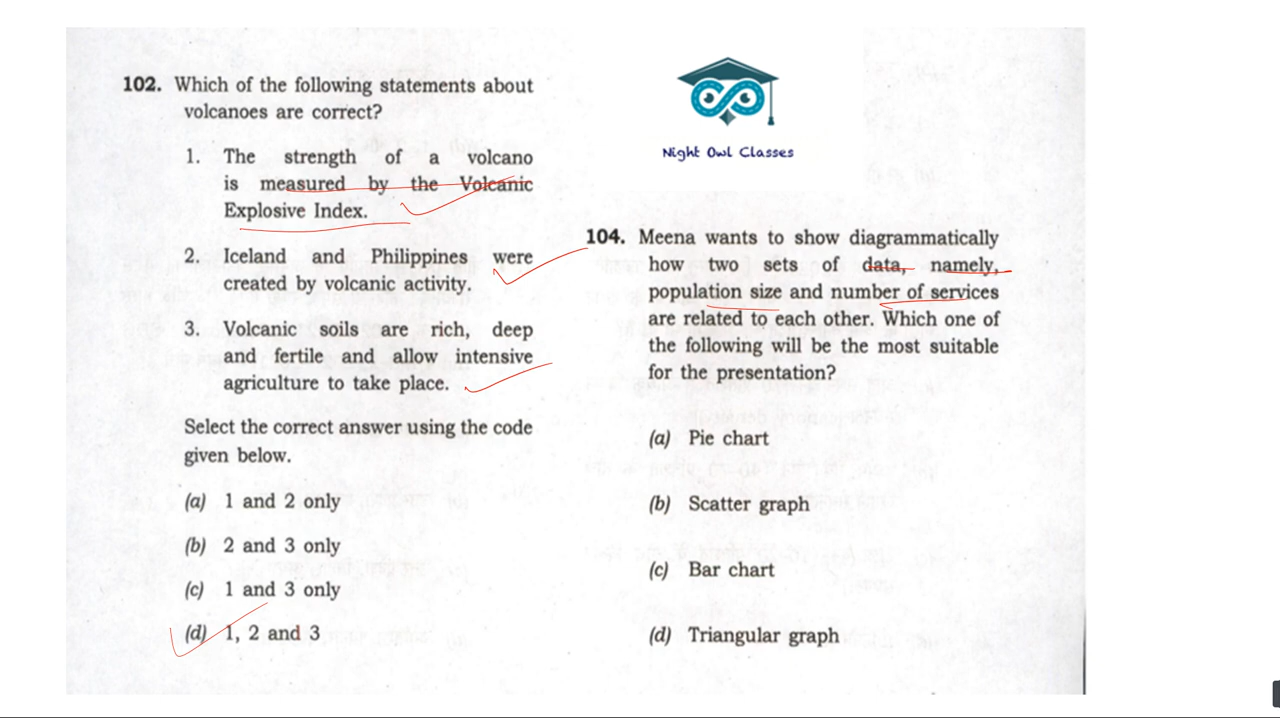 102. Which of the following statements about
volcanoes are correct?
1. The strength of a volcano
is measured by the Volcanic
Explosive Index.
2. Iceland and Philippines were
created by volcanic activity.
3. Volcanic soils are rich, deep
and fertile and allow intensive
agriculture to take place.
Select the correct answer using the code
given below.
(a) 1 and 2 only
(b) 2 and 3 only
(c) 1 and 3 only
(d) 1, 2 and 3
Night Owl Classes
104. Meena wants to show diagrammatically
how two sets of data, namely,
population size and number of services
are related to each other. Which one of
the following will be the most suitable
for the presentation?
(a) Pie chart
(b) Scatter graph
(c) Bar chart
(d) Triangular graph